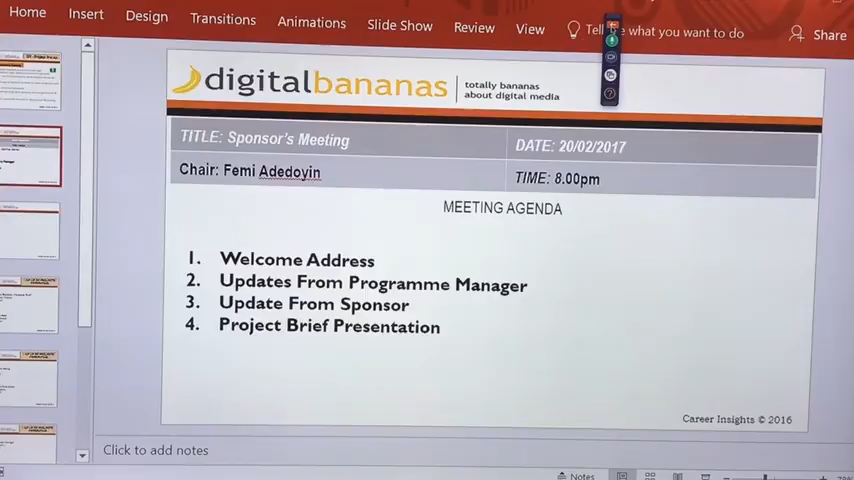 Home Insert Design Transitions Animations Slide Show Review View Tell me what you want to do Share
digitalbananas
totally bananas
about digital media
TITLE: Sponsor's Meeting
DATE: 20/02/2017
Chair: Femi Adedoyin
TIME: 8.00pm
MEETING AGENDA
1. Welcome Address
2. Updates From Programme Manager
3. Update From Sponsor
4. Project Brief Presentation
Career Insights © 2016
Click to add notes
Notes